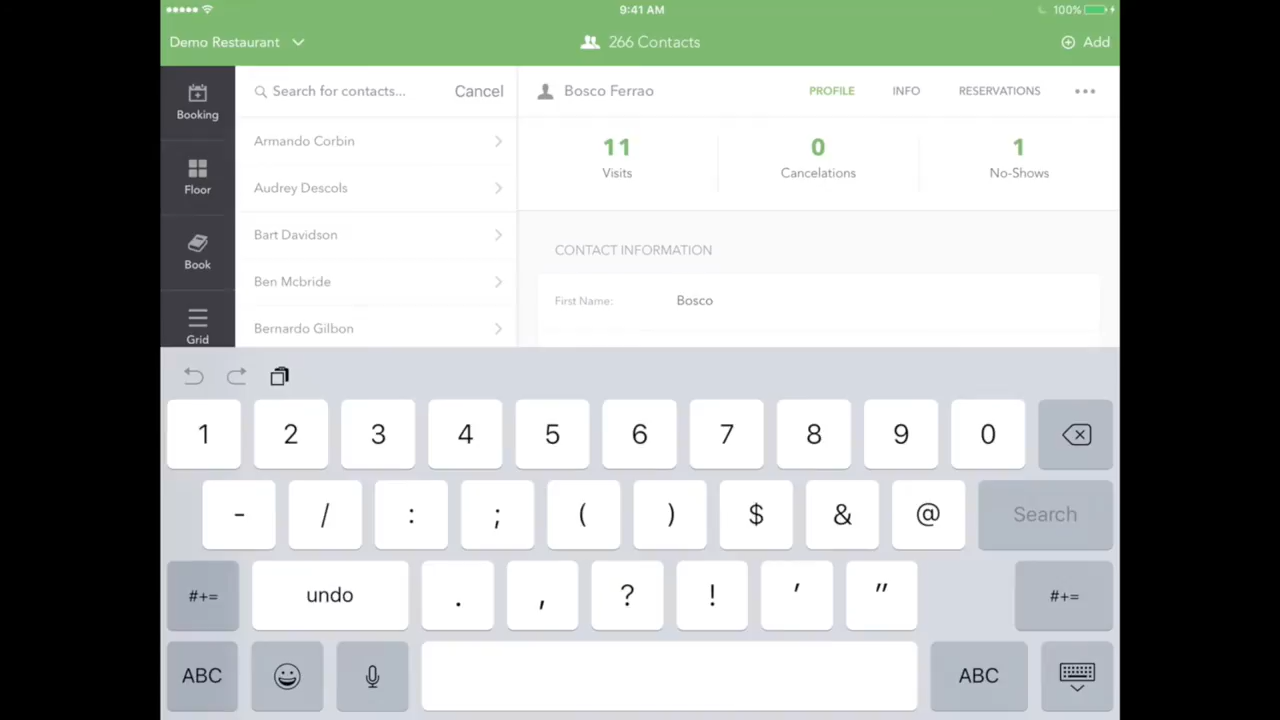 9:41 AM
100%
Demo Restaurant
266 Contacts
Add
Booking
Floor
Book
Grid
Search for contacts...
Cancel
Armando Corbin
Audrey Descols
Bart Davidson
Ben Mcbride
Bernardo Gilbon
Bosco Ferrao
PROFILE
INFO
RESERVATIONS
11
Visits
0
Cancelations
1
No-Shows
CONTACT INFORMATION
First Name: Bosco
1 2 3 4 5 6 7 8 9 0
- / : ; ( ) $ & @ Search
#+= undo . , ? ! ' " #+=
ABC ABC